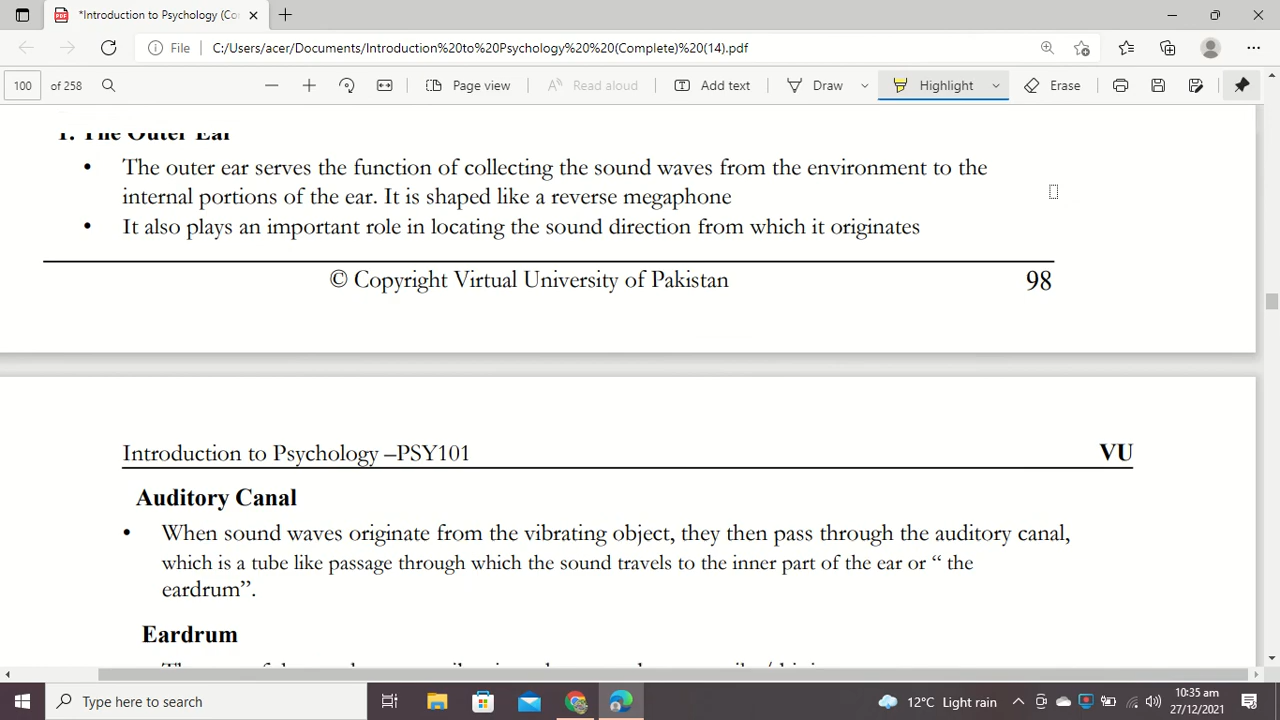 *Introduction to Psychology (Co
File
C:/Users/acer/Documents/Introduction%20to%20Psychology%20%20(Complete)%20(14).pdf
100 of 258
Page view
Read aloud
Add text
Draw
Highlight
Erase
1. The Outer Ear
• The outer ear serves the function of collecting the sound waves from the environment to the
internal portions of the ear. It is shaped like a reverse megaphone
• It also plays an important role in locating the sound direction from which it originates
© Copyright Virtual University of Pakistan 98
Introduction to Psychology –PSY101 VU
Auditory Canal
• When sound waves originate from the vibrating object, they then pass through the auditory canal,
which is a tube like passage through which the sound travels to the inner part of the ear or “ the
eardrum”.
Eardrum
Type here to search
12°C Light rain
10:35 am
27/12/2021